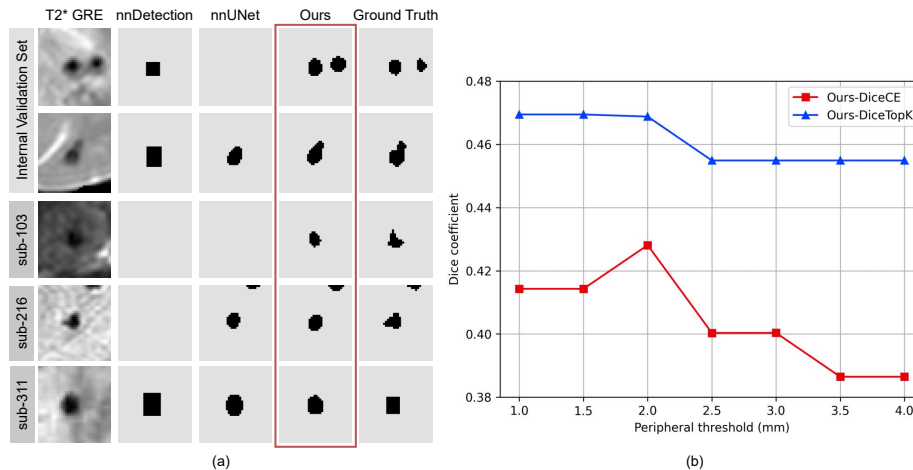 T2* GRE nnDetection nnUNet Ours Ground Truth
Internal Validation Set
sub-103
sub-216
sub-311
(a)
0.48
0.46
0.44
0.42
0.40
0.38
Dice coefficient
Ours-DiceCE
Ours-DiceTopK
1.0 1.5 2.0 2.5 3.0 3.5 4.0
Peripheral threshold (mm)
(b)